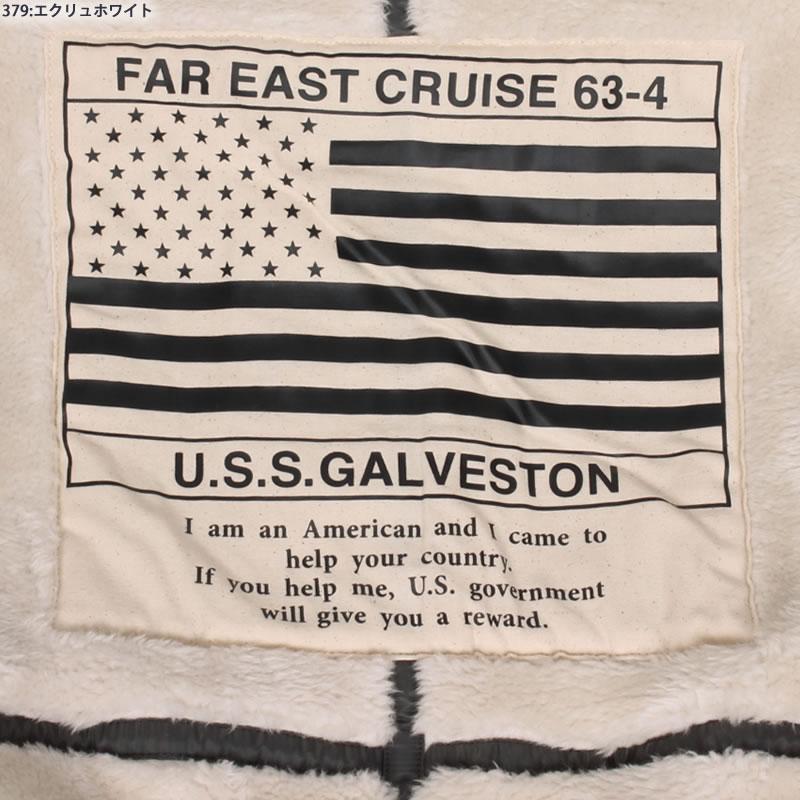 379:エクリュホワイト
FAR EAST CRUISE 63-4
U.S.S.GALVESTON
I am an American and I came to
help your country.
If you help me, U.S. government
will give you a reward.